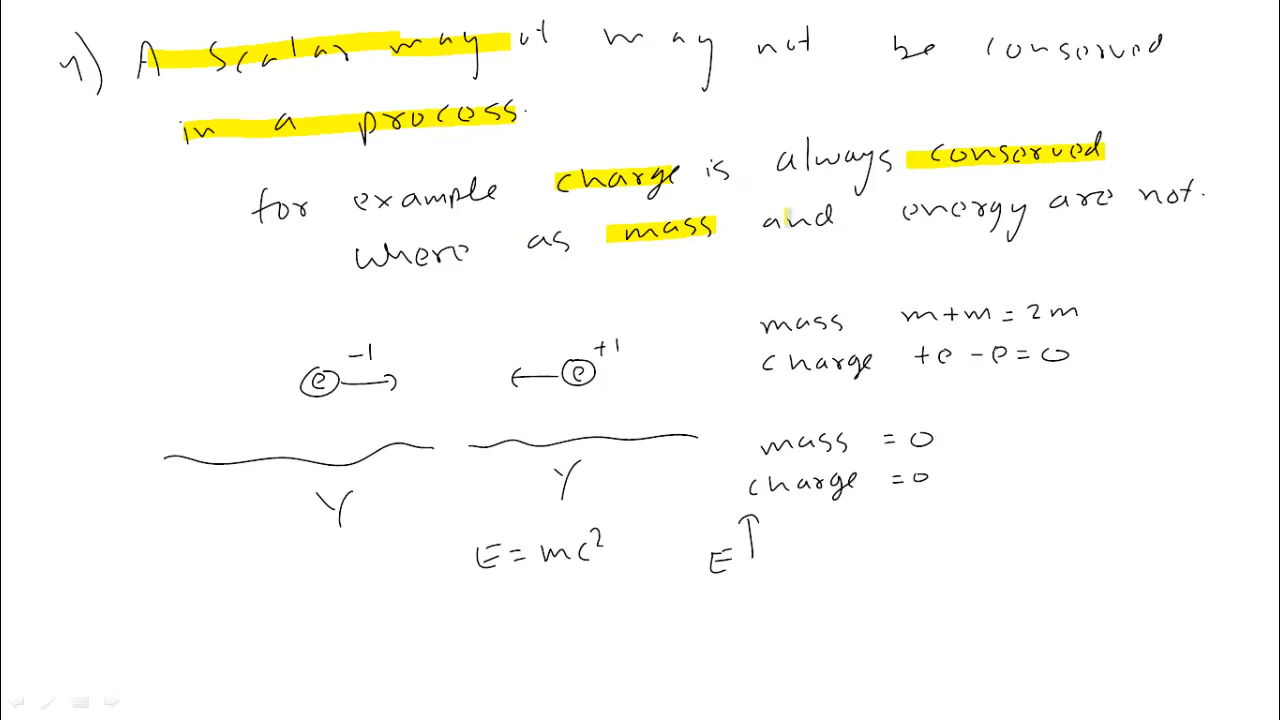 7) A scalar may or may not be conserved
in a process.
for example charge is always conserved
where as mass and energy are not.
mass m+m = 2m
charge +e -e = 0
e -1
e +1
mass = 0
charge = 0
γ
γ
E = mc²
E ↑